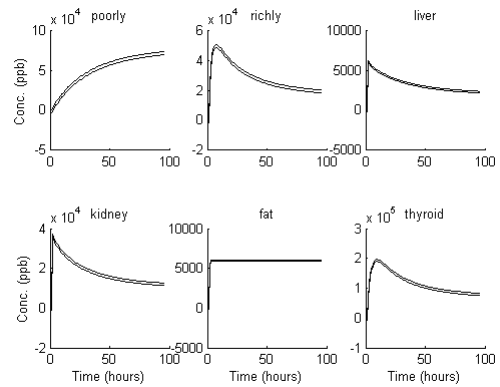 x 10^4 poorly
x 10^4 richly
liver
10
5
0
-5
Conc. (ppb)
0 50 100
6
4
2
0
-2
0 50 100
10000
5000
0
-5000
0 50 100
x 10^4 kidney
fat
x 10^5 thyroid
4
2
0
-2
Conc. (ppb)
0 50 100
Time (hours)
10000
5000
0
-5000
0 50 100
Time (hours)
3
2
1
0
-1
0 50 100
Time (hours)